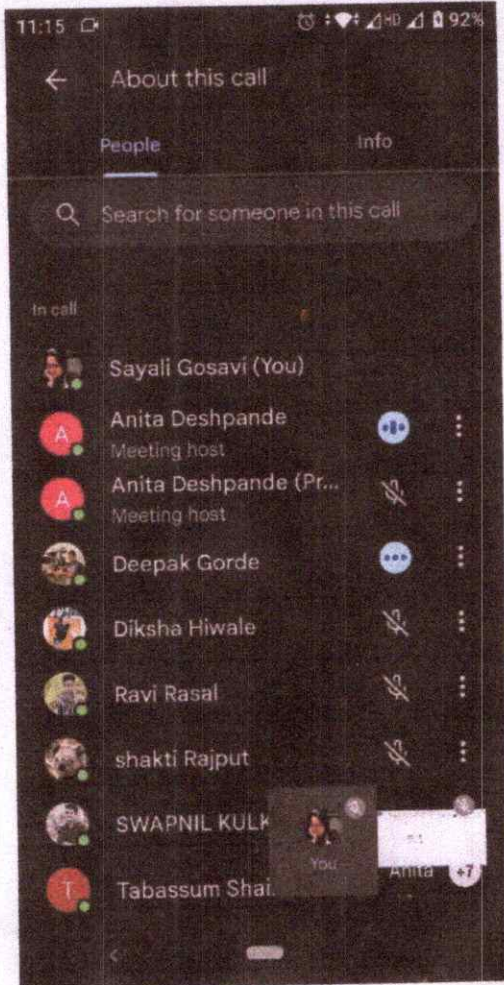 11:15 HD 92%
About this call
People Info
Search for someone in this call
In call
Sayali Gosavi (You)
A Anita Deshpande
Meeting host
A Anita Deshpande (Pr...
Meeting host
Deepak Gorde
Diksha Hiwale
Ravi Rasal
shakti Rajput
SWAPNIL KULK
You
T Tabassum Shai.
Anita +7